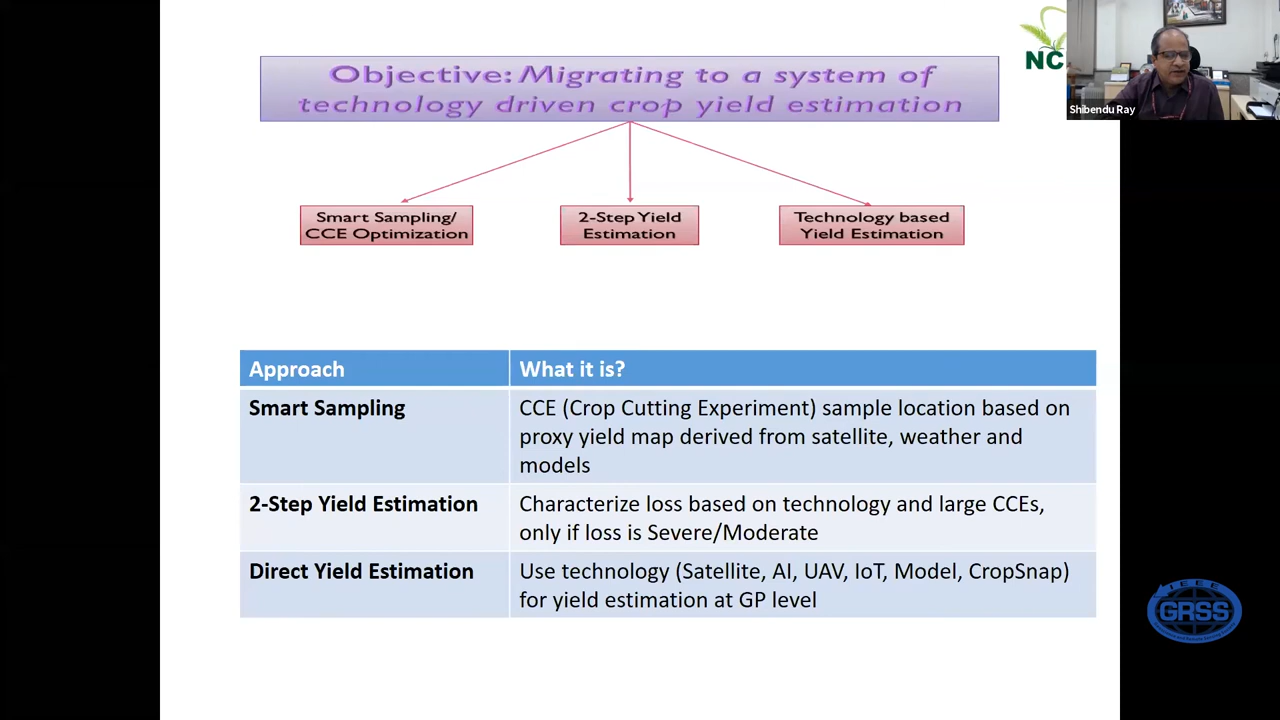 NC
Shibendu Ray
Objective: Migrating to a system of
technology driven crop yield estimation
Smart Sampling/
CCE Optimization
2-Step Yield
Estimation
Technology based
Yield Estimation
Approach
What it is?
Smart Sampling
CCE (Crop Cutting Experiment) sample location based on
proxy yield map derived from satellite, weather and
models
2-Step Yield Estimation
Characterize loss based on technology and large CCEs,
only if loss is Severe/Moderate
Direct Yield Estimation
Use technology (Satellite, AI, UAV, IoT, Model, CropSnap)
for yield estimation at GP level
IEEE
GRSS